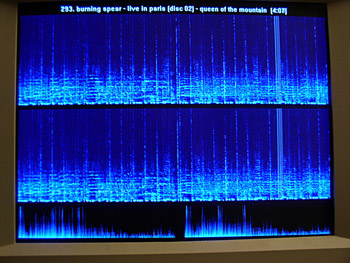 293. burning spear - live in paris [disc 02] - queen of the mountain [4:07]